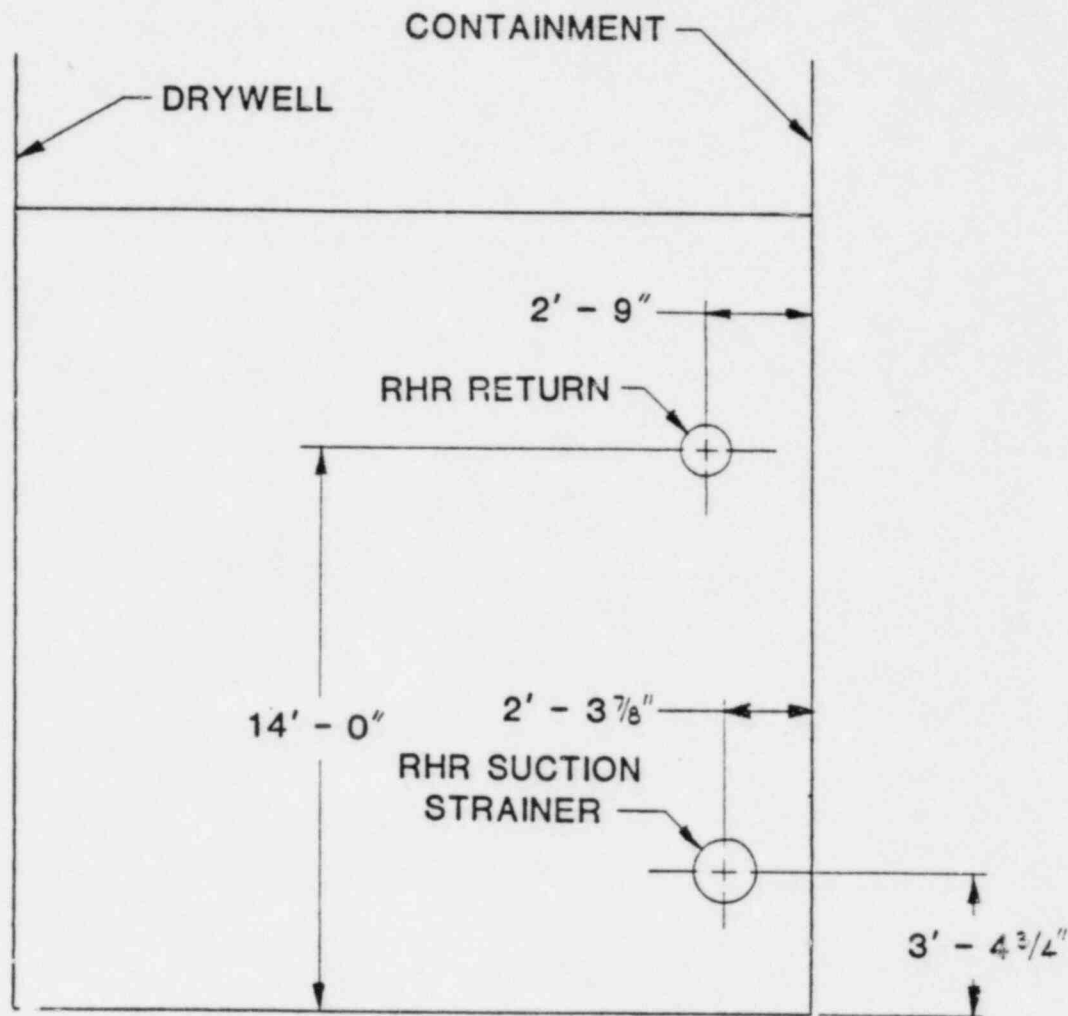 CONTAINMENT
DRYWELL
2' - 9"
RHR RETURN
14' - 0"
2' - 3 7/8"
RHR SUCTION
STRAINER
3' - 4 3/4"